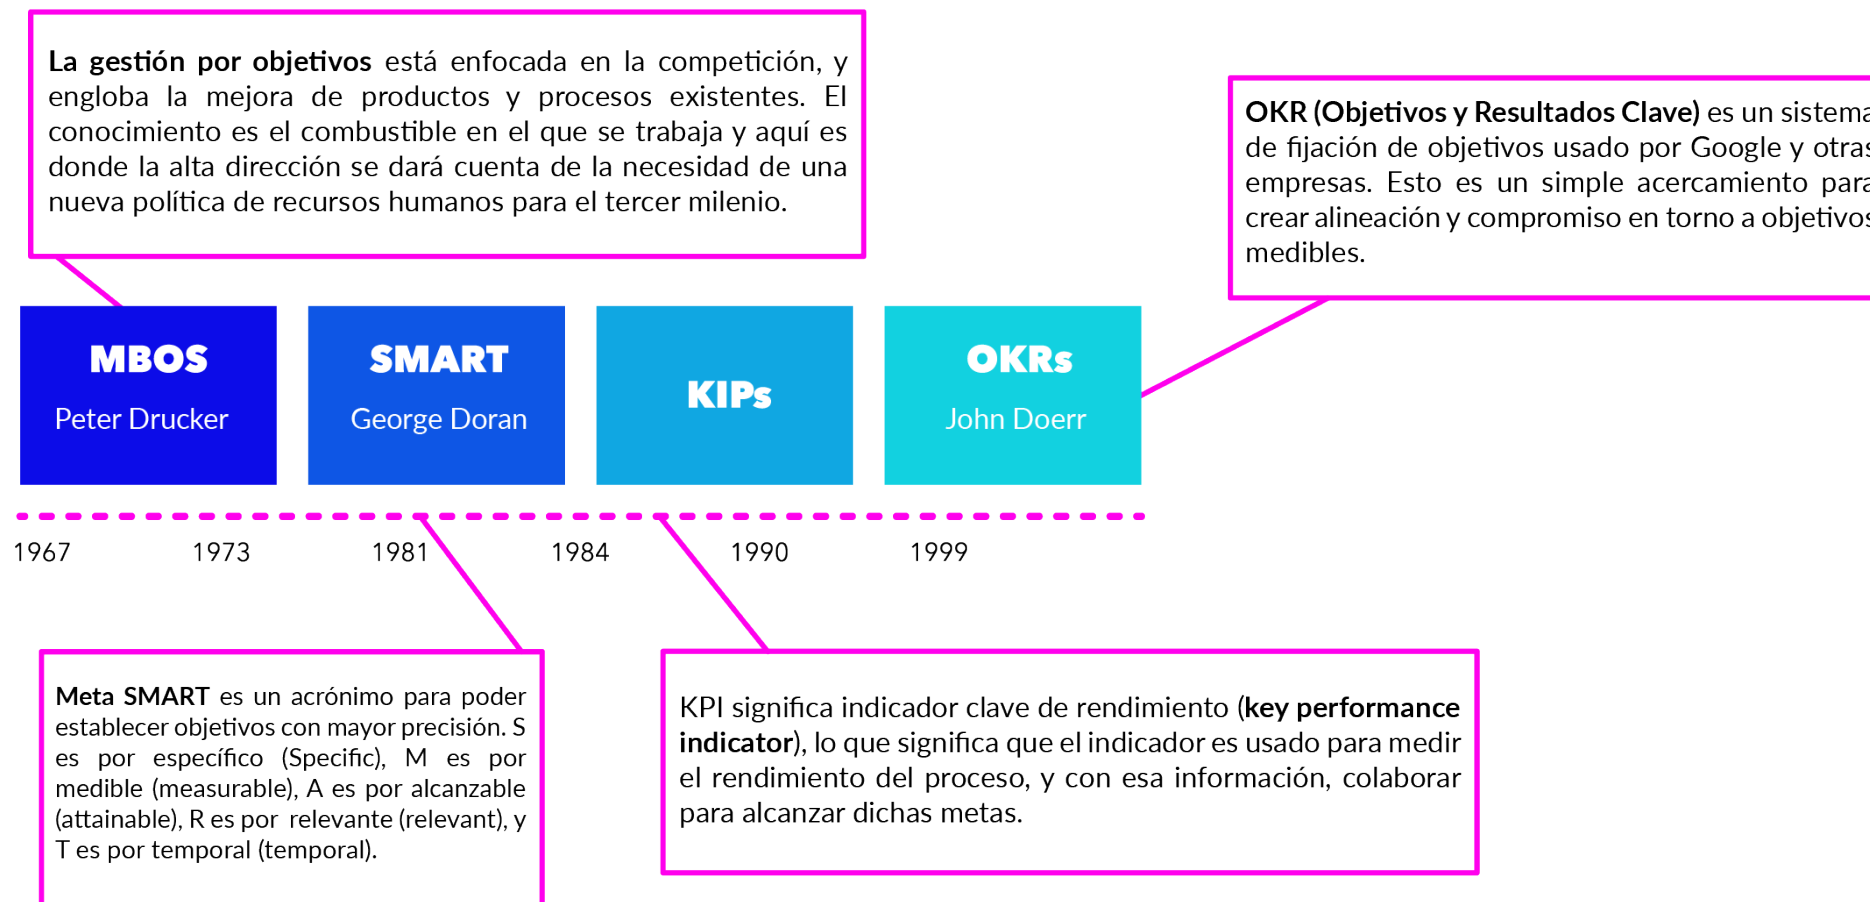 La gestión por objetivos está enfocada en la competición, y
engloba la mejora de productos y procesos existentes. El
conocimiento es el combustible en el que se trabaja y aquí es
donde la alta dirección se dará cuenta de la necesidad de una
nueva política de recursos humanos para el tercer milenio.
OKR (Objetivos y Resultados Clave) es un sistema
de fijación de objetivos usado por Google y otras
empresas. Esto es un simple acercamiento para
crear alineación y compromiso en torno a objetivos
medibles.
MBOS
Peter Drucker
SMART
George Doran
KIPs
OKRs
John Doerr
1967 1973 1981 1984 1990 1999
Meta SMART es un acrónimo para poder
establecer objetivos con mayor precisión. S
es por específico (Specific), M es por
medible (measurable), A es por alcanzable
(attainable), R es por relevante (relevant), y
T es por temporal (temporal).
KPI significa indicador clave de rendimiento (key performance
indicator), lo que significa que el indicador es usado para medir
el rendimiento del proceso, y con esa información, colaborar
para alcanzar dichas metas.